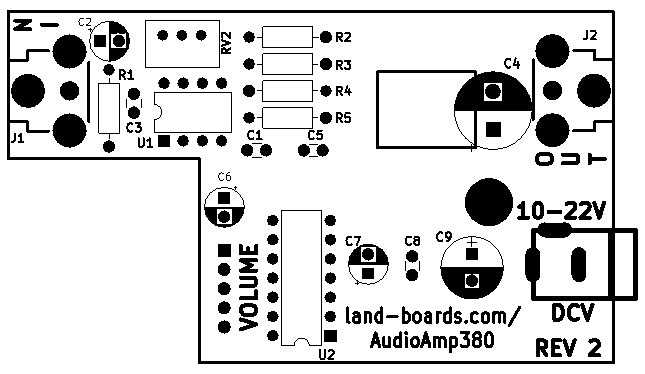 IN
C2
RV2
R2
J2
R3
C4
R1
R4
J1
C3
U1
R5
C1
C5
OUT
C6
10-22V
VOLUME
C7
C8
C9
land-boards.com/
DCV
AudioAmp380
U2
REV 2